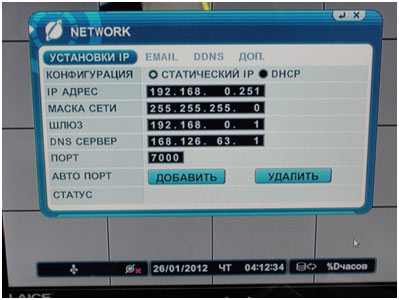 NETWORK
УСТАНОВКИ IP EMAIL DDNS ДОП.
КОНФИГУРАЦИЯ СТАТИЧЕСКИЙ IP DHCP
IP АДРЕС 192.168. 0.251
МАСКА СЕТИ 255.255.255. 0
ШЛЮЗ 192.168. 0. 1
DNS СЕРВЕР 168.126. 63. 1
ПОРТ 7000
АВТО ПОРТ ДОБАВИТЬ УДАЛИТЬ
СТАТУС
26/01/2012 ЧТ 04:12:34 %Dчасов